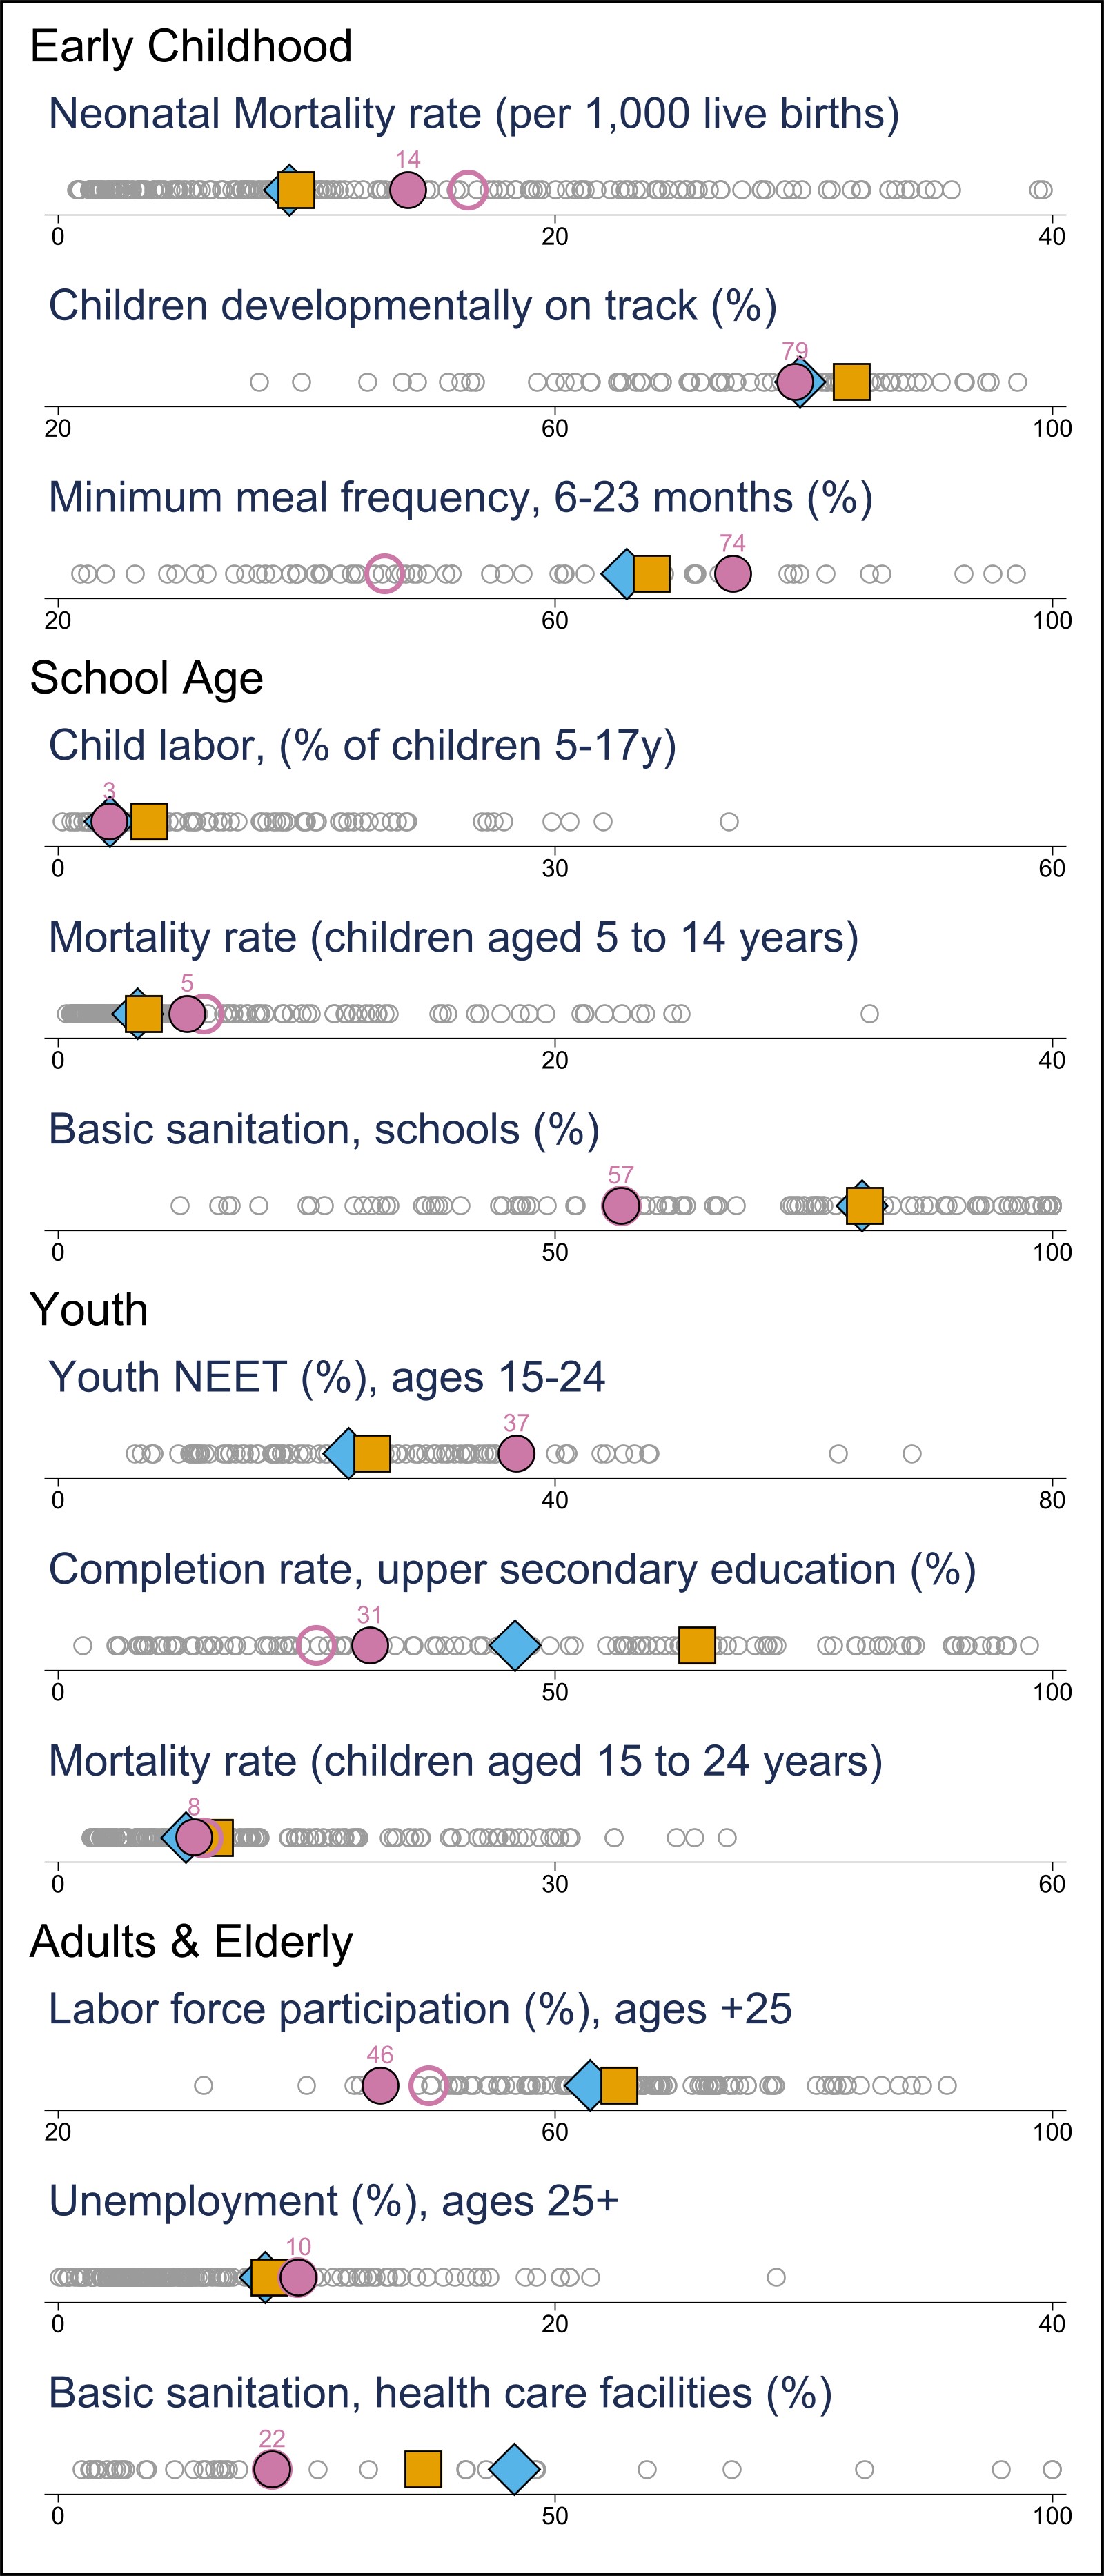 Early Childhood
Neonatal Mortality rate (per 1,000 live births)
14
0 20 40
Children developmentally on track (%)
79
20 60 100
Minimum meal frequency, 6-23 months (%)
74
20 60 100
School Age
Child labor, (% of children 5-17y)
3
0 30 60
Mortality rate (children aged 5 to 14 years)
5
0 20 40
Basic sanitation, schools (%)
57
0 50 100
Youth
Youth NEET (%), ages 15-24
37
0 40 80
Completion rate, upper secondary education (%)
31
0 50 100
Mortality rate (children aged 15 to 24 years)
8
0 30 60
Adults & Elderly
Labor force participation (%), ages +25
46
20 60 100
Unemployment (%), ages 25+
10
0 20 40
Basic sanitation, health care facilities (%)
22
0 50 100